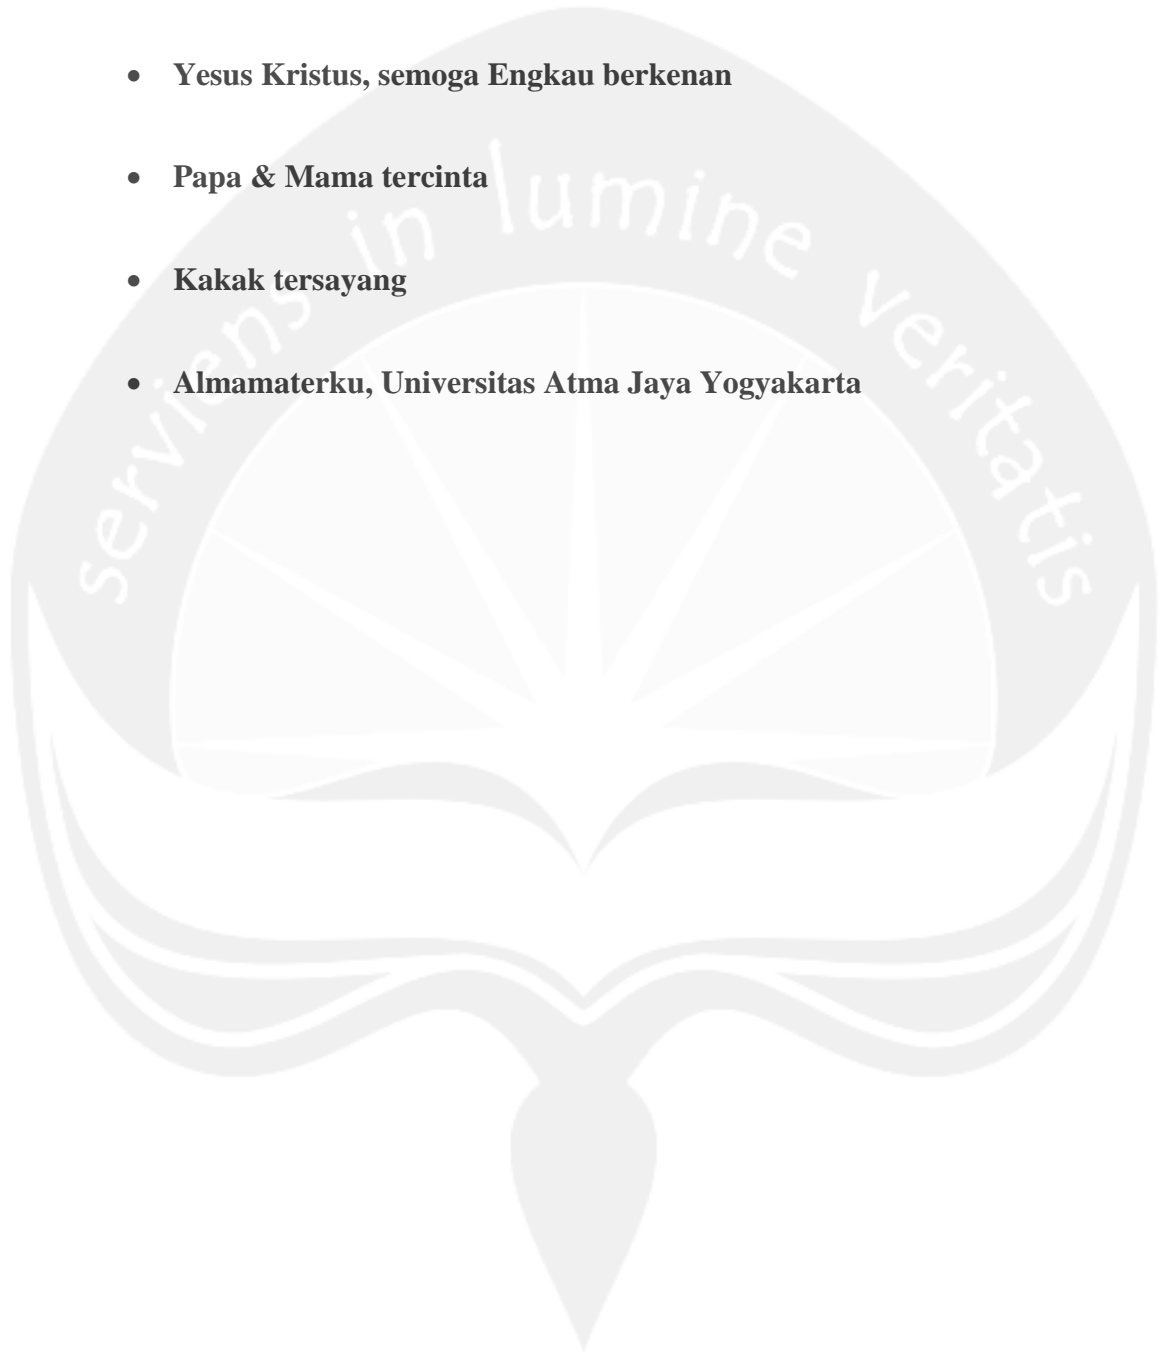 • Yesus Kristus, semoga Engkau berkenan
• Papa & Mama tercinta
• Kakak tersayang
• Almamaterku, Universitas Atma Jaya Yogyakarta
serviens in lumine veritatis